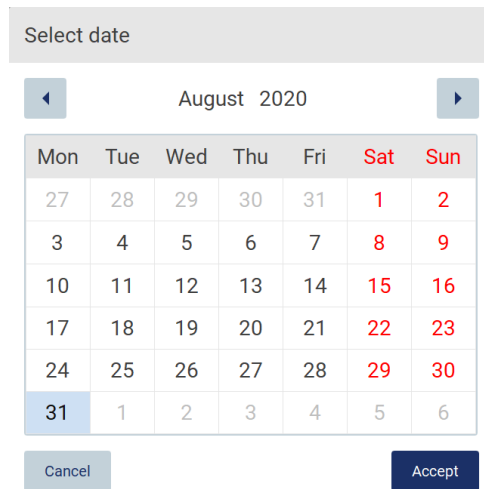 Select date
August 2020
Mon Tue Wed Thu Fri Sat Sun
27 28 29 30 31 1 2
3 4 5 6 7 8 9
10 11 12 13 14 15 16
17 18 19 20 21 22 23
24 25 26 27 28 29 30
31 1 2 3 4 5 6
Cancel Accept